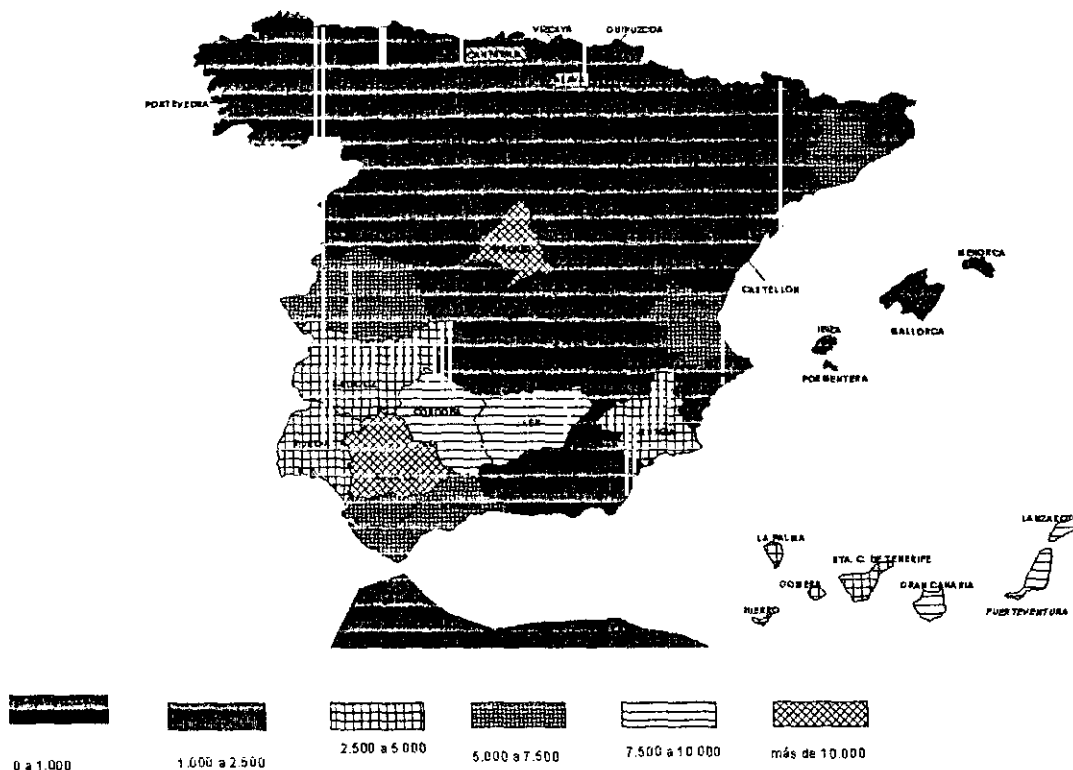 VIZCAYA
GUIPUZCOA
PONTEVEDRA
MENORCA
CASTELLON
MALLORCA
IBIZA
FORMENTERA
CORDOBA
LANZAROTE
LA PALMA
STA. C. DE TENERIFE
GOMERA
GRAN CANARIA
HIERRO
FUERTEVENTURA
0 a 1.000
1.000 a 2.500
2.500 a 5.000
5.000 a 7.500
7.500 a 10.000
más de 10.000